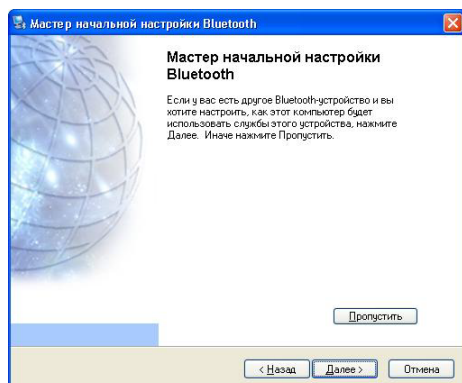 Мастер начальной настройки Bluetooth
Мастер начальной настройки
Bluetooth
Если у вас есть другое Bluetooth-устройство и вы
хотите настроить, как этот компьютер будет
использовать службы этого устройства, нажмите
Далее. Иначе нажмите Пропустить.
Пропустить
< Назад Далее > Отмена